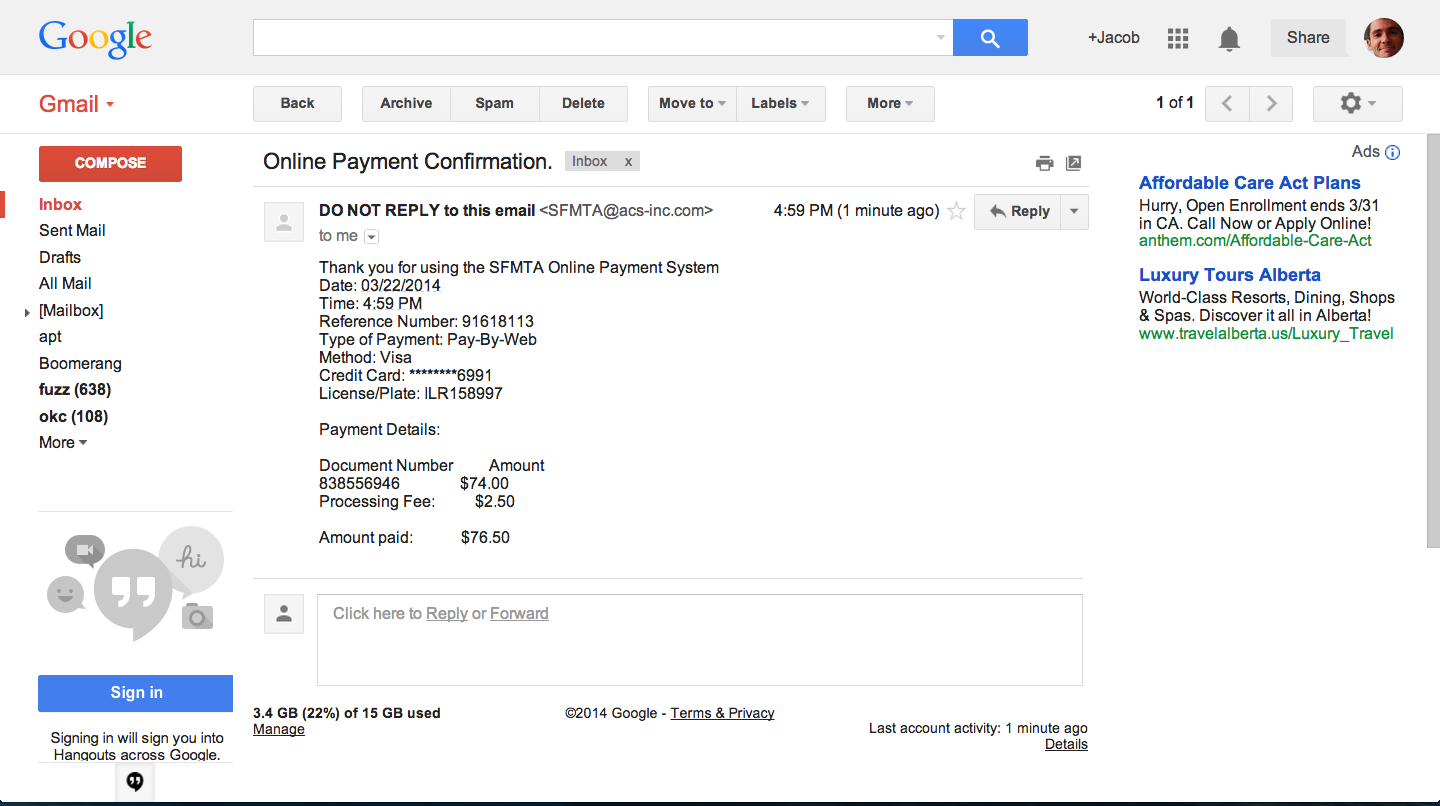 Google
+Jacob
Share
Gmail
Back
Archive
Spam
Delete
Move to
Labels
More
1 of 1
COMPOSE
Inbox
Sent Mail
Drafts
All Mail
[Mailbox]
apt
Boomerang
fuzz (638)
okc (108)
More
hi
Sign in
Signing in will sign you into
Hangouts across Google.
Online Payment Confirmation.
Inbox x
DO NOT REPLY to this email <SFMTA@acs-inc.com>
4:59 PM (1 minute ago)
Reply
to me
Thank you for using the SFMTA Online Payment System
Date: 03/22/2014
Time: 4:59 PM
Reference Number: 91618113
Type of Payment: Pay-By-Web
Method: Visa
Credit Card: ********6991
License/Plate: ILR158997
Payment Details:
Document Number Amount
838556946 $74.00
Processing Fee: $2.50
Amount paid: $76.50
Click here to Reply or Forward
3.4 GB (22%) of 15 GB used
Manage
©2014 Google - Terms & Privacy
Last account activity: 1 minute ago
Details
Ads
Affordable Care Act Plans
Hurry, Open Enrollment ends 3/31
in CA. Call Now or Apply Online!
anthem.com/Affordable-Care-Act
Luxury Tours Alberta
World-Class Resorts, Dining, Shops
& Spas. Discover it all in Alberta!
www.travelalberta.us/Luxury_Travel